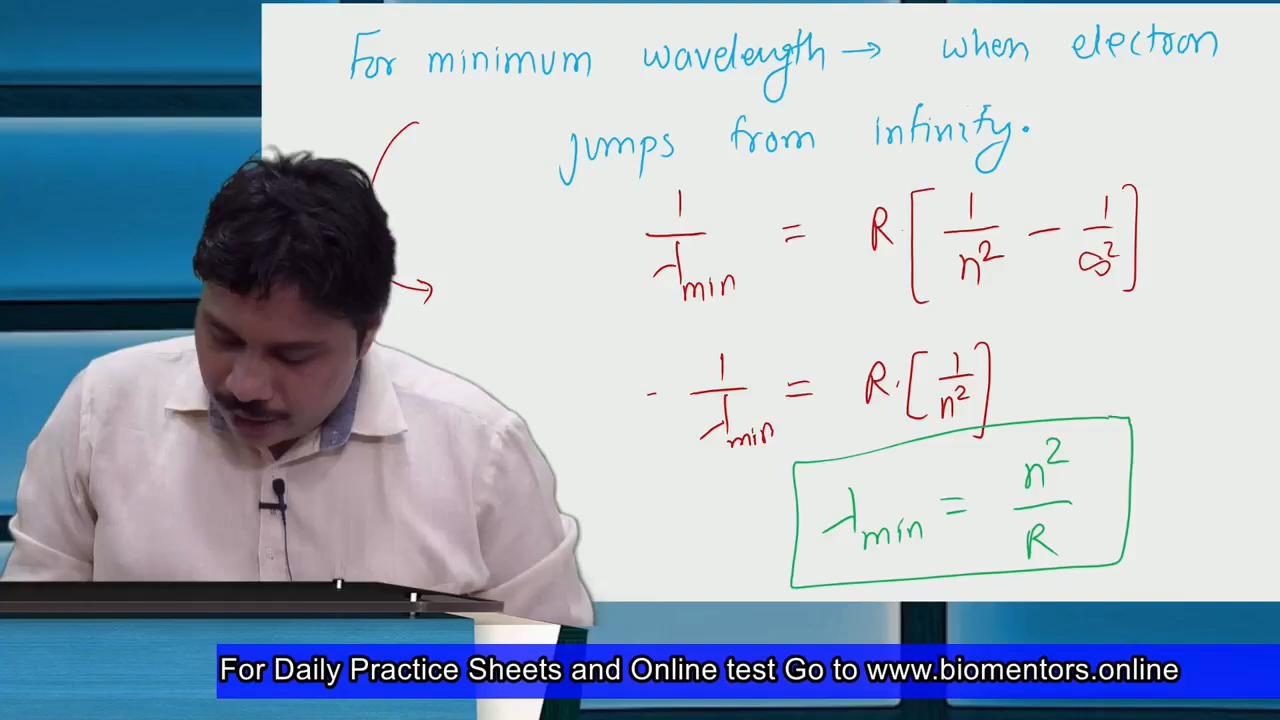 For minimum wavelength → when electron
jumps from infinity.
1/λmin = R [1/n² − 1/∞²]
- 1/λmin = R. [1/n²]
λmin = n²/R
For Daily Practice Sheets and Online test Go to www.biomentors.online